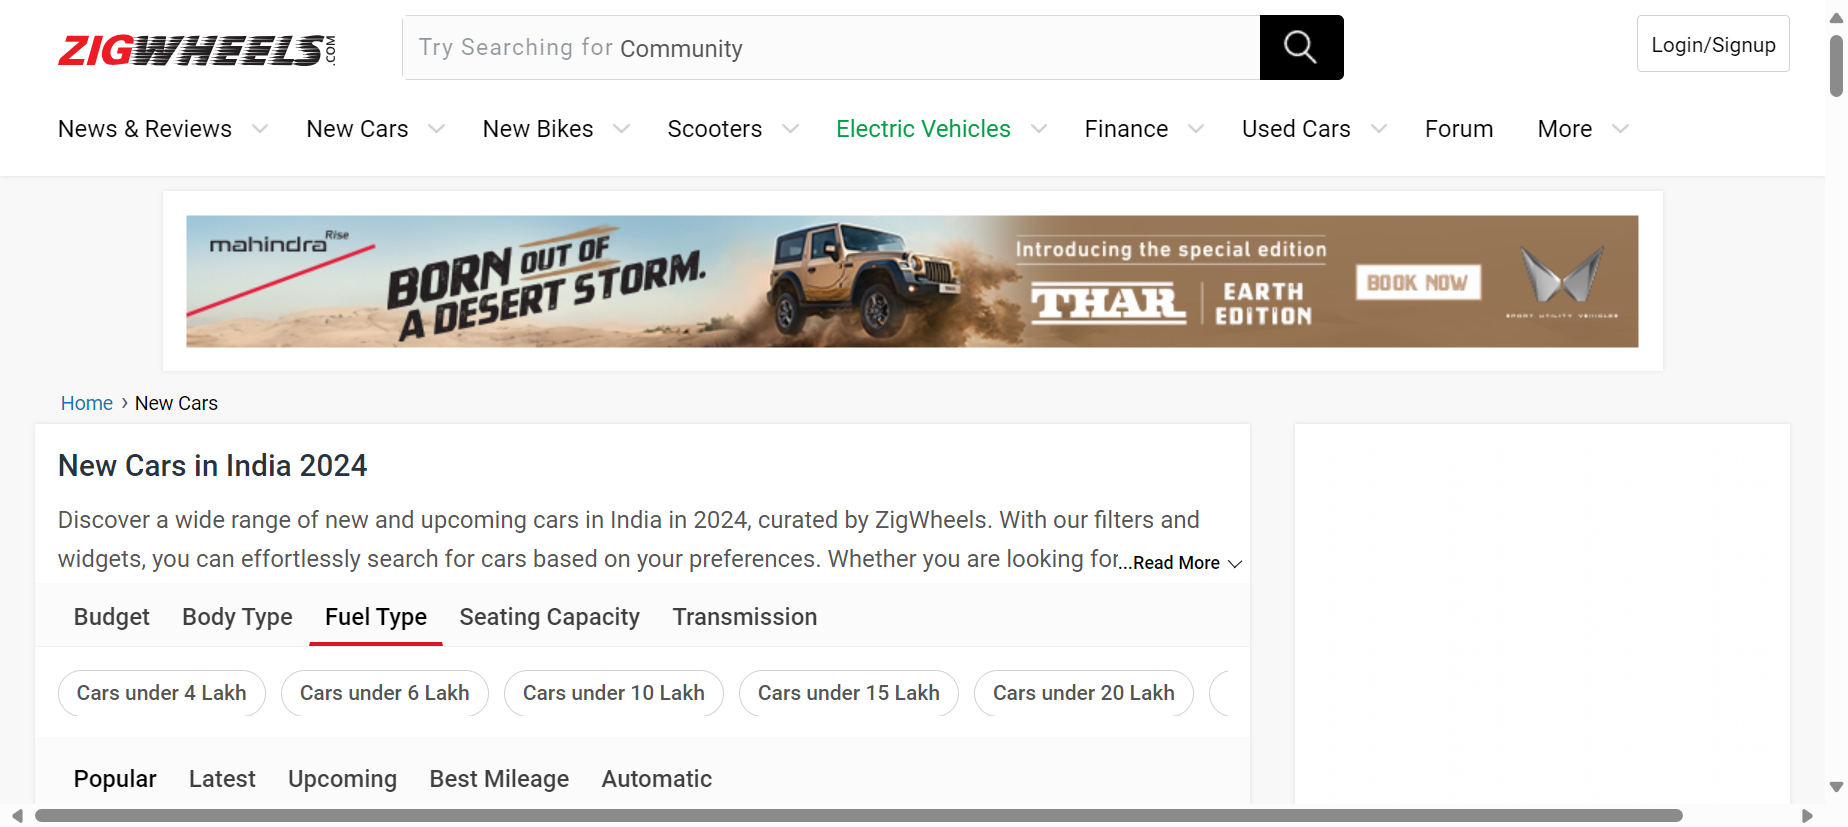 ZIGWHEELS.COM
Try Searching for Community
Login/Signup
News & Reviews New Cars New Bikes Scooters Electric Vehicles Finance Used Cars Forum More
mahindra Rise
BORN OUT OF
A DESERT STORM.
Introducing the special edition
THAR EARTH EDITION
BOOK NOW
SPORT UTILITY VEHICLES
Home › New Cars
New Cars in India 2024
Discover a wide range of new and upcoming cars in India in 2024, curated by ZigWheels. With our filters and
widgets, you can effortlessly search for cars based on your preferences. Whether you are looking for...Read More
Budget Body Type Fuel Type Seating Capacity Transmission
Cars under 4 Lakh Cars under 6 Lakh Cars under 10 Lakh Cars under 15 Lakh Cars under 20 Lakh
Popular Latest Upcoming Best Mileage Automatic